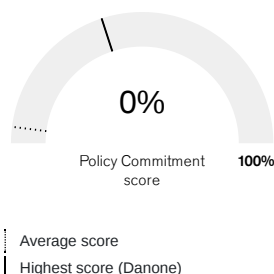 0%
Policy Commitment 100%
score
Average score
Highest score (Danone)